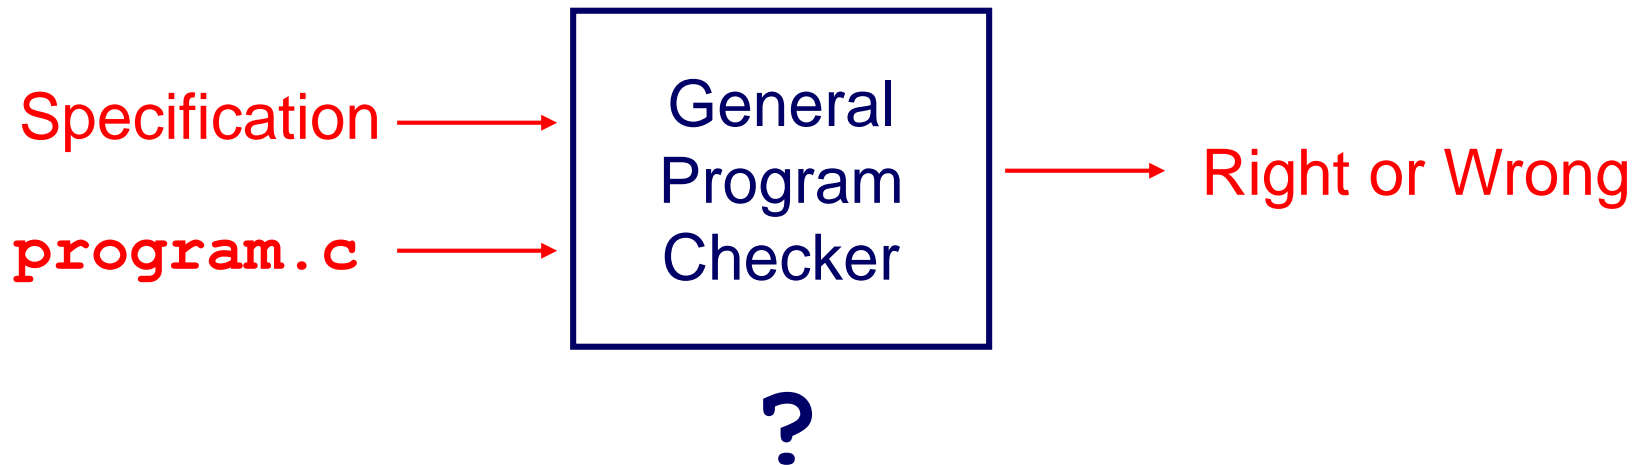 Specification
program.c
General
Program
Checker
Right or Wrong
?